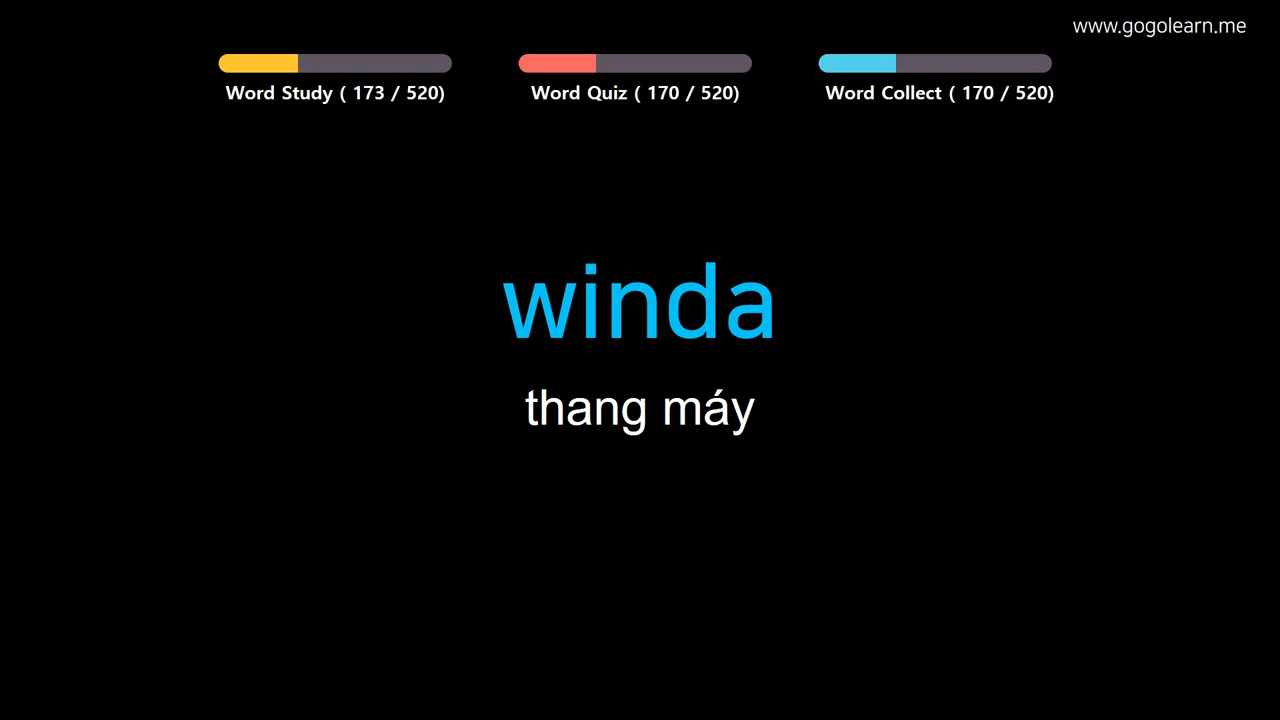 www.gogolearn.me
Word Study ( 173 / 520)
Word Quiz ( 170 / 520)
Word Collect ( 170 / 520)
winda
thang máy